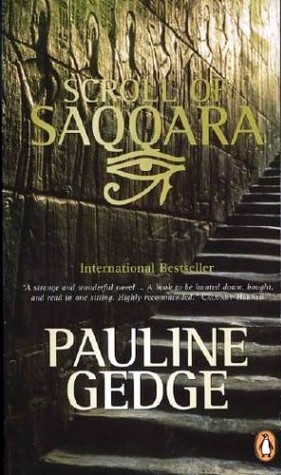 SCROLL OF
SAQQARA
International Bestseller
"A strange and wonderful novel ... A book to be hunted down, bought,
and read in one sitting. Highly recommended." CALGARY HERALD
PAULINE
GEDGE